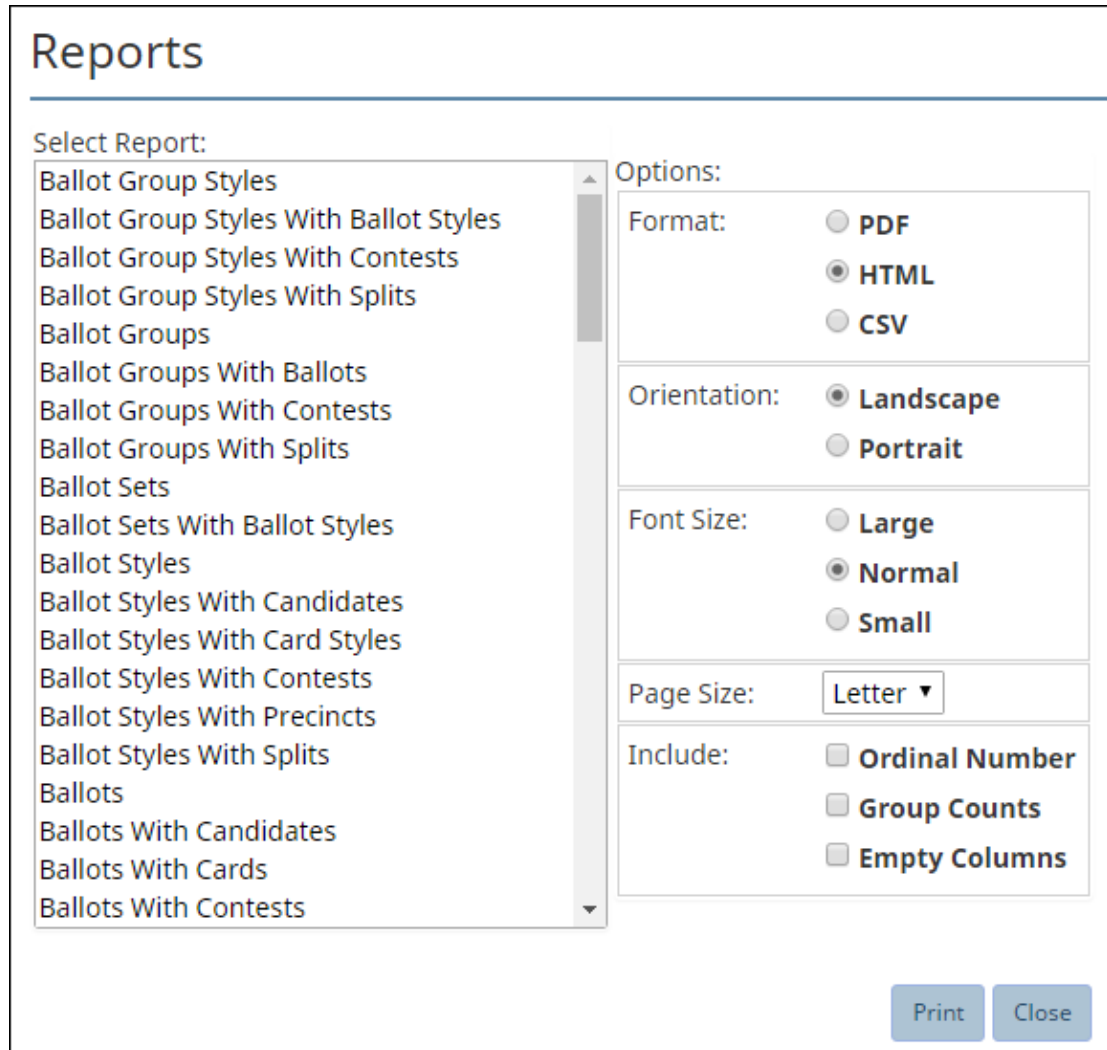 Reports
Select Report:
Ballot Group Styles
Ballot Group Styles With Ballot Styles
Ballot Group Styles With Contests
Ballot Group Styles With Splits
Ballot Groups
Ballot Groups With Ballots
Ballot Groups With Contests
Ballot Groups With Splits
Ballot Sets
Ballot Sets With Ballot Styles
Ballot Styles
Ballot Styles With Candidates
Ballot Styles With Card Styles
Ballot Styles With Contests
Ballot Styles With Precincts
Ballot Styles With Splits
Ballots
Ballots With Candidates
Ballots With Cards
Ballots With Contests
Options:
Format:
PDF
HTML
CSV
Orientation:
Landscape
Portrait
Font Size:
Large
Normal
Small
Page Size:
Letter
Include:
Ordinal Number
Group Counts
Empty Columns
Print
Close